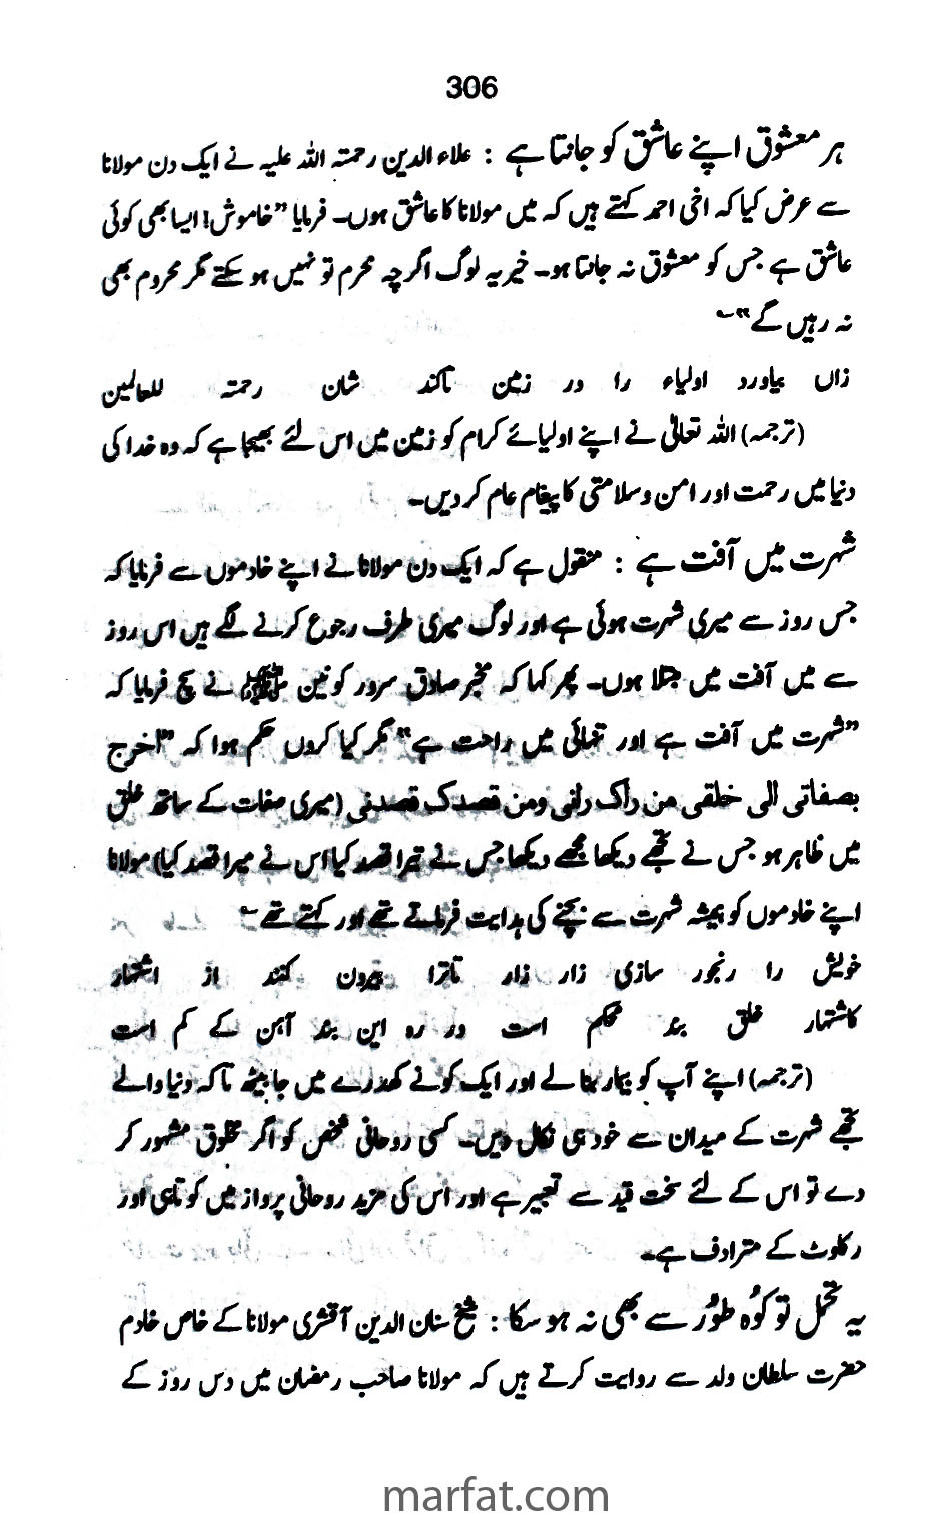 306
ہر معشوق اپنے عاشق کو جانتا ہے : علاء الدین رحمتہ اللہ علیہ نے ایک دن مولانا
سے عرض کیا کہ اخی احمد کہتے ہیں کہ میں مولانا کا عاشق ہوں۔ فرمایا ”خاموش! ایسا بھی کوئی
عاشق ہے جس کو معشوق نہ جانتا ہو۔ خیر یہ لوگ اگرچہ محرم تو نہیں ہو سکتے مگر محروم بھی
نہ رہیں گے“۔
زاں بیاورد اولیاء را در زمین تاکند شان رحمتہ للعالمین
(ترجمہ) اللہ تعالیٰ نے اپنے اولیائے کرام کو زمین میں اس لئے بھیجا ہے کہ وہ خدا کی
دنیا میں رحمت اور امن و سلامتی کا پیغام عام کر دیں۔
شہرت میں آفت ہے : منقول ہے کہ ایک دن مولانا نے اپنے خادموں سے فرمایا کہ
جس روز سے میری شہرت ہوئی ہے اور لوگ میری طرف رجوع کرنے لگے ہیں اس روز
سے میں آفت میں مبتلا ہوں۔ پھر کہا کہ مخبر صادق سرور کونین ﷺ نے سچ فرمایا کہ
”شہرت میں آفت ہے اور تنہائی میں راحت ہے“ مگر کیا کروں حکم ہوا کہ ”اخرج
بصفاتی الی خلقی من راک رانی ومن قصدک قصدنی (میری صفات کے ساتھ خلق
میں ظاہر ہو جس نے تجھے دیکھا مجھے دیکھا جس نے تیرا قصد کیا اس نے میرا قصد کیا) مولانا
اپنے خادموں کو ہمیشہ شہرت سے بچنے کی ہدایت فرماتے تھے اور کہتے تھے ؎
خویش را رنجور سازی زار زار تاترا بیرون کنند از اشتہار
کاشتہار خلق بند محکم است در رہ این بند آہن کے کم است
(ترجمہ) اپنے آپ کو بیمار بنا لے اور ایک کونے کھدرے میں جا بیٹھ تاکہ دنیا والے
تجھے شہرت کے میدان سے خود ہی نکال دیں۔ کسی روحانی شخص کو اگر مخلوق مشہور کر
دے تو اس کے لئے سخت قید سے تعبیر ہے اور اس کی مزید روحانی پرواز میں کوتاہی اور
رکاوٹ کے مترادف ہے۔
یہ تحمل تو کوُہ طوُر سے بھی نہ ہو سکا : شیخ سنان الدین آقشری مولانا کے خاص خادم
حضرت سلطان ولد سے روایت کرتے ہیں کہ مولانا صاحب رمضان میں دس روز کے
marfat.com